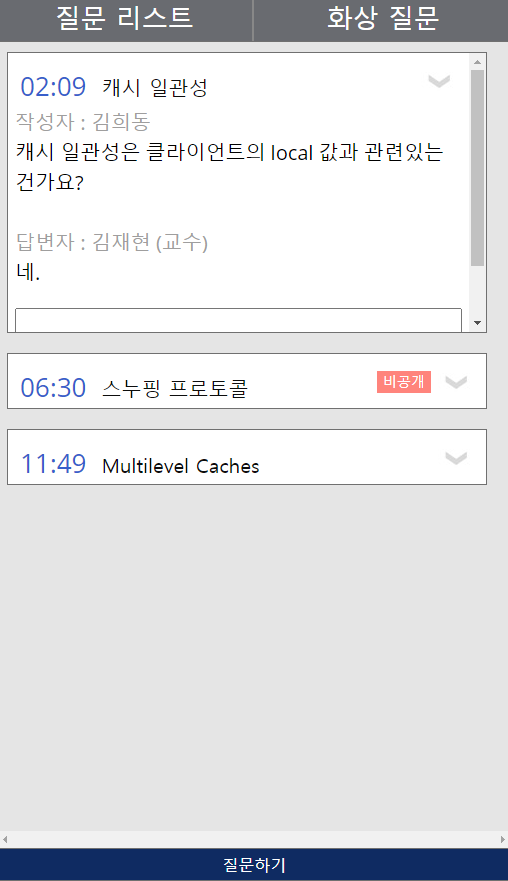 질문 리스트 화상 질문
02:09 캐시 일관성
작성자 : 김희동
캐시 일관성은 클라이언트의 local 값과 관련있는
건가요?
답변자 : 김재현 (교수)
네.
06:30 스누핑 프로토콜 비공개
11:49 Multilevel Caches
질문하기